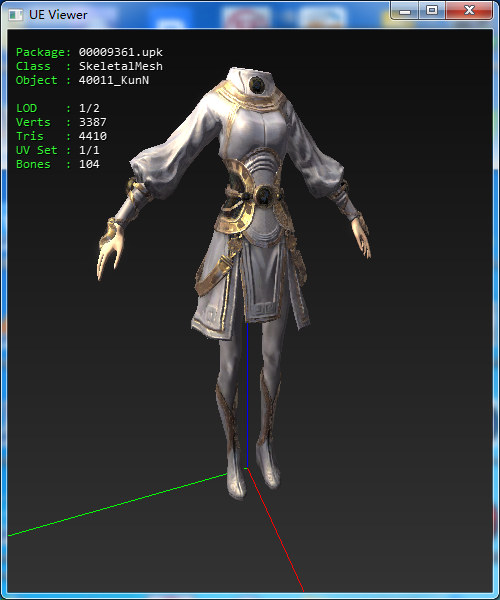 UE Viewer
Package: 00009361.upk
Class : SkeletalMesh
Object : 40011_KunN
LOD : 1/2
Verts : 3387
Tris : 4410
UV Set : 1/1
Bones : 104